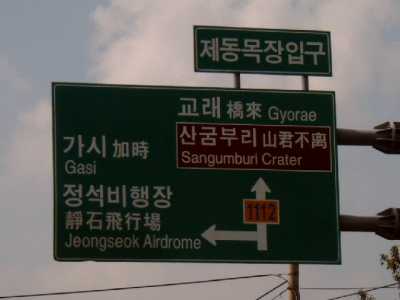 제동목장입구
교래 橋來 Gyorae
산굼부리 山君不离
Sangumburi Crater
가시 加時
Gasi
정석비행장
靜石飛行場
Jeongseok Airdrome
1112